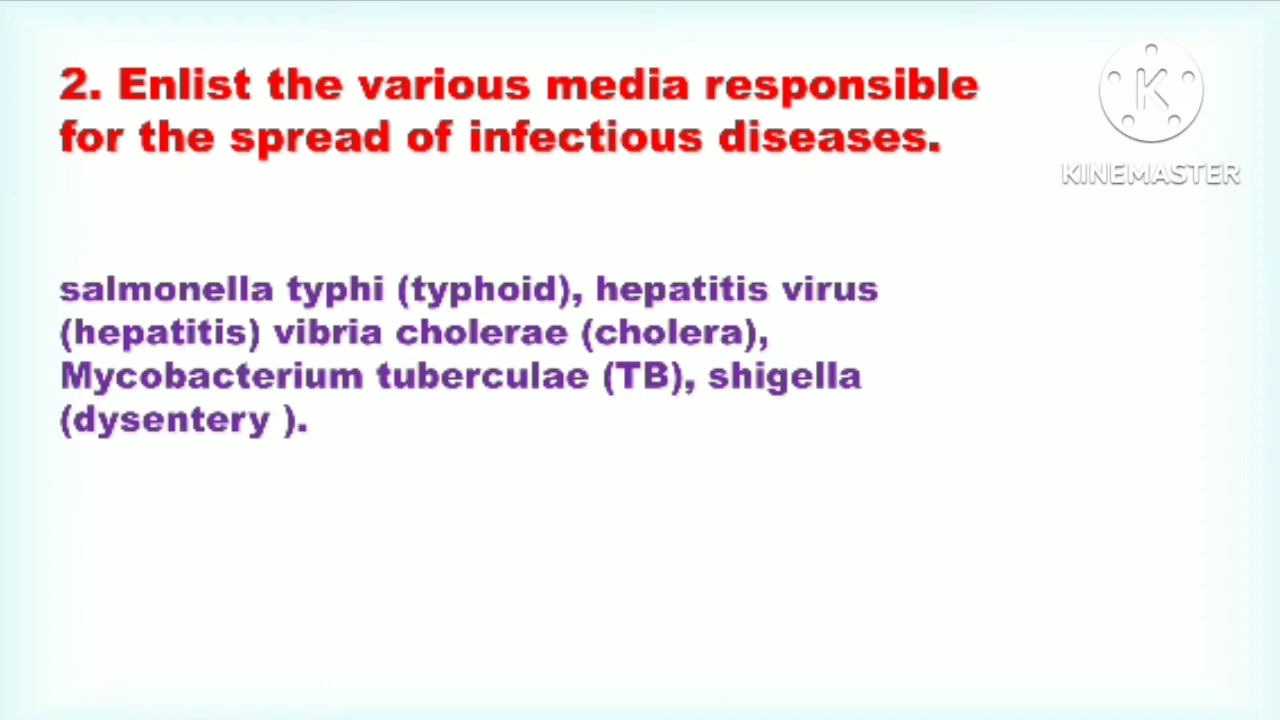 2. Enlist the various media responsible
for the spread of infectious diseases.
K
KINEMASTER
salmonella typhi (typhoid), hepatitis virus
(hepatitis) vibria cholerae (cholera),
Mycobacterium tuberculae (TB), shigella
(dysentery ).